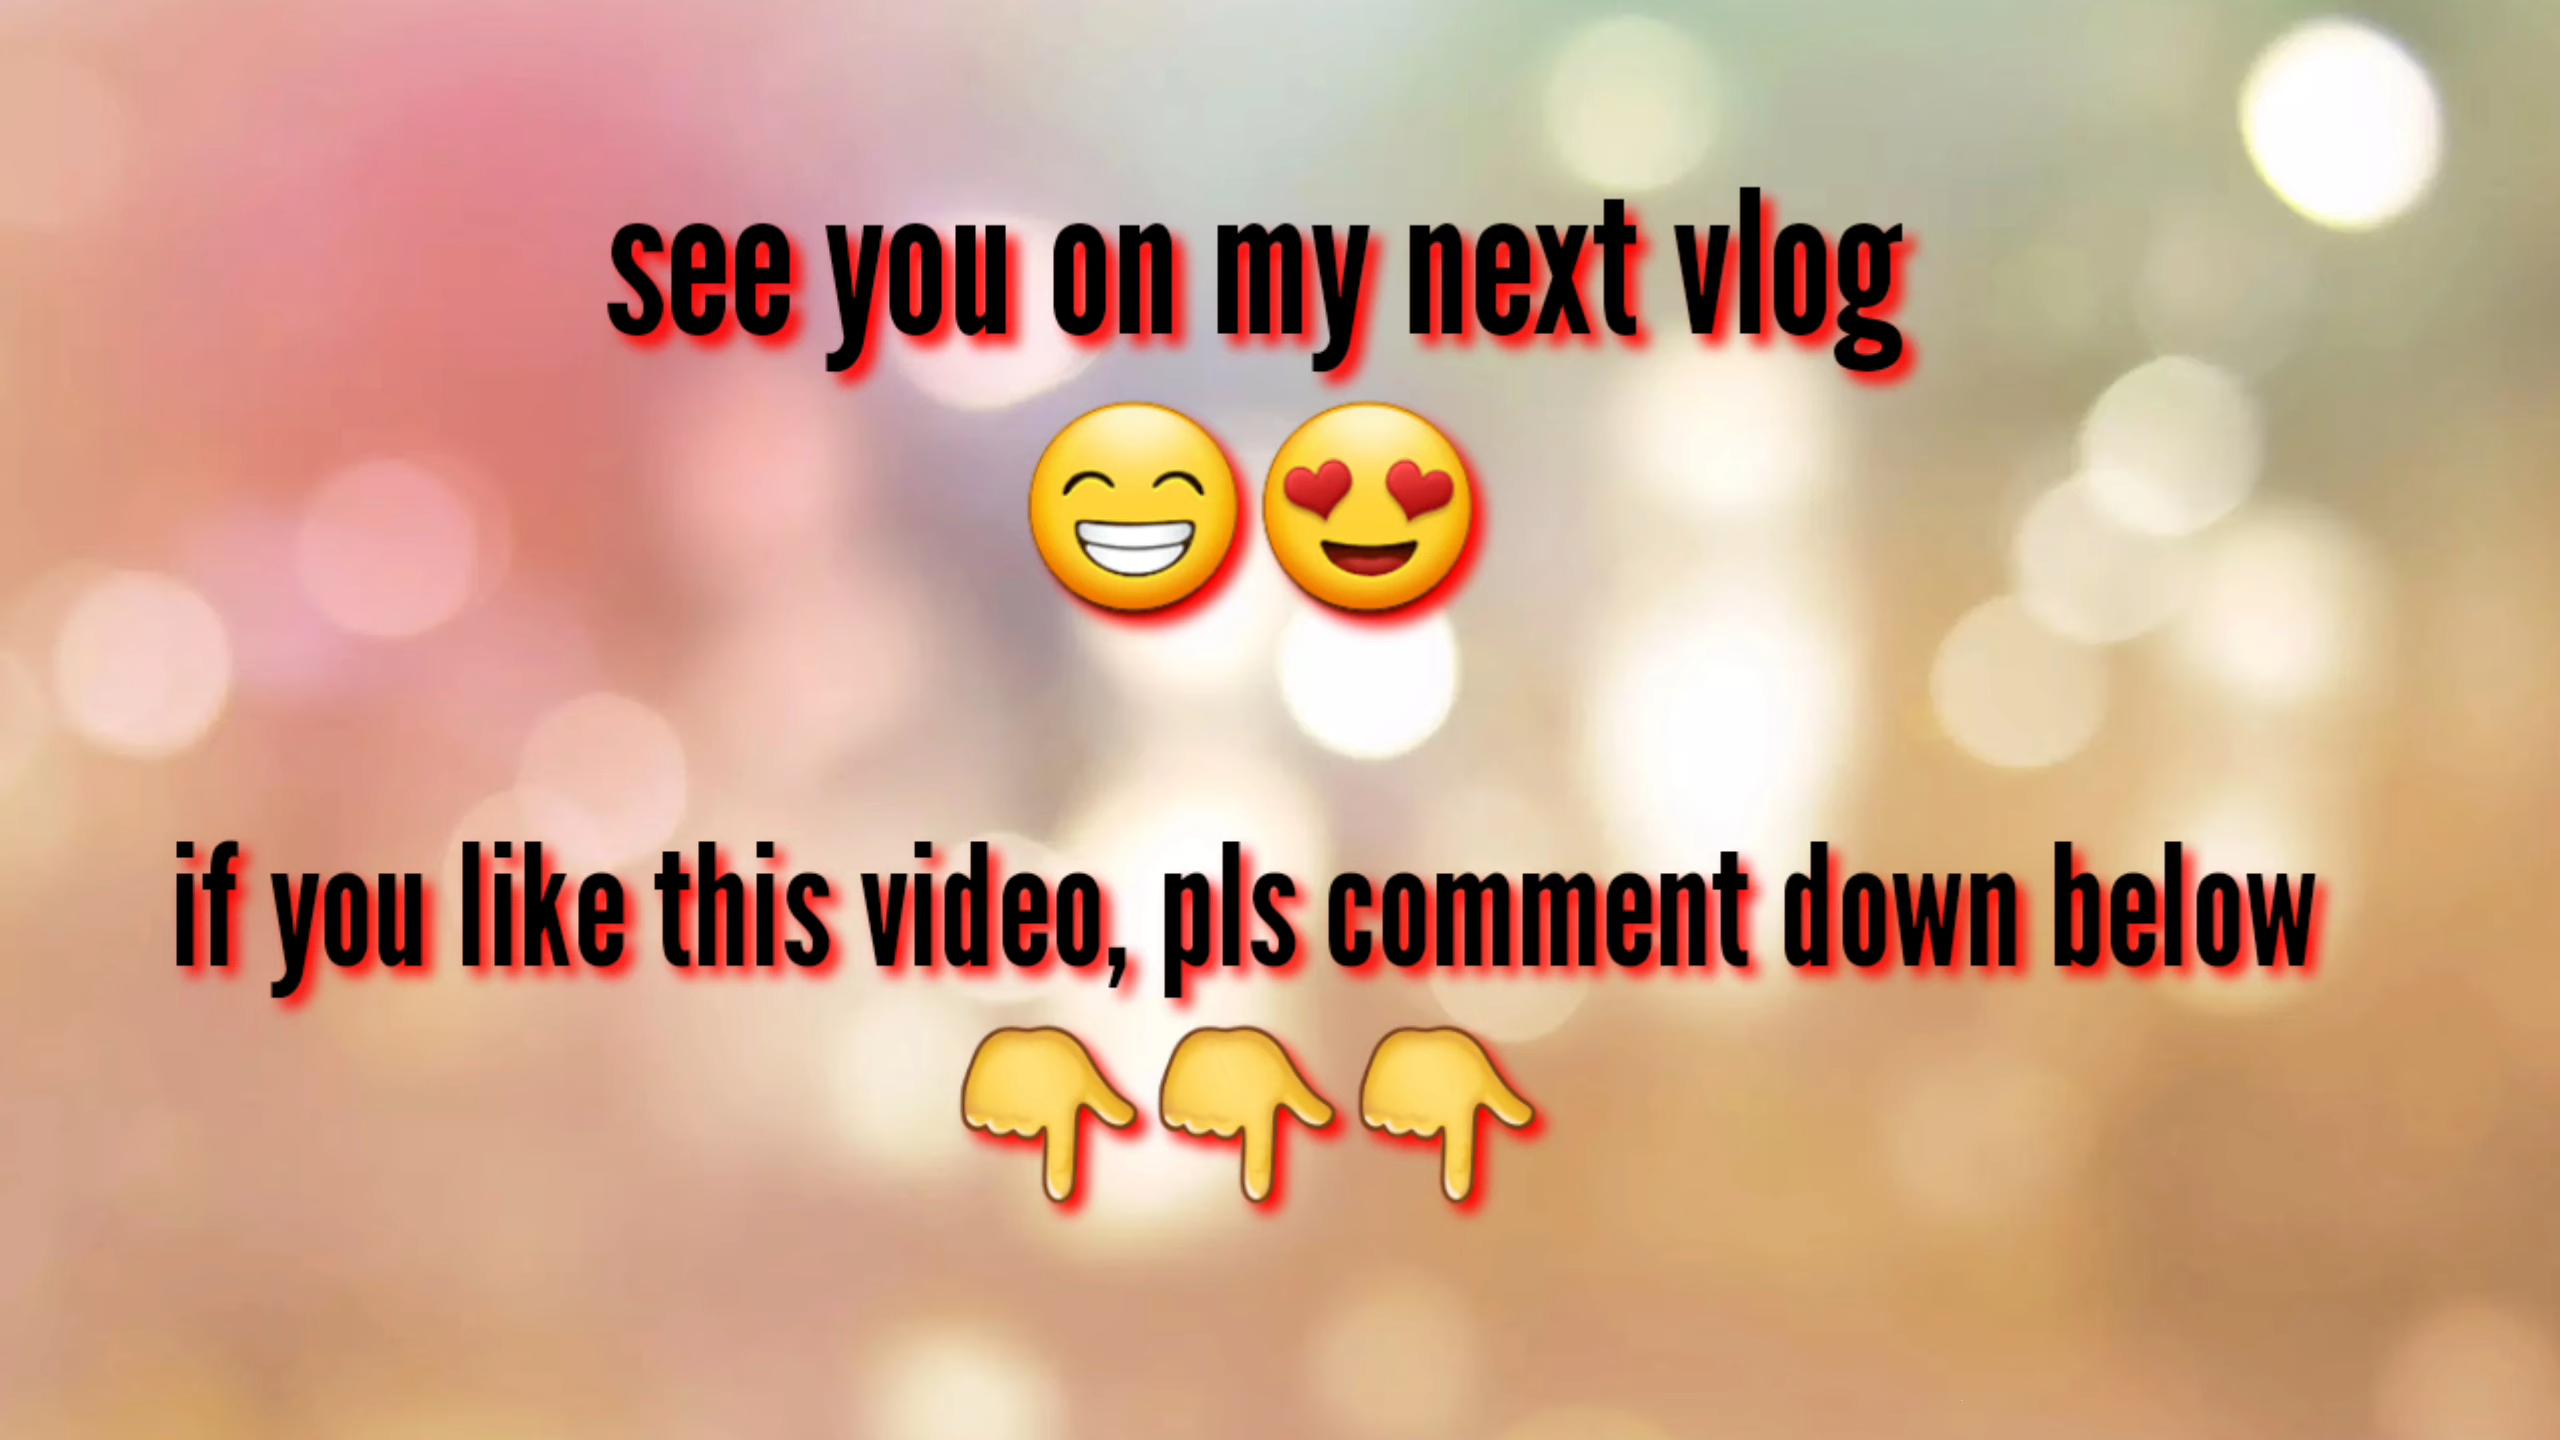 see you on my next vlog
😁😍
if you like this video, pls comment down below
👇👇👇